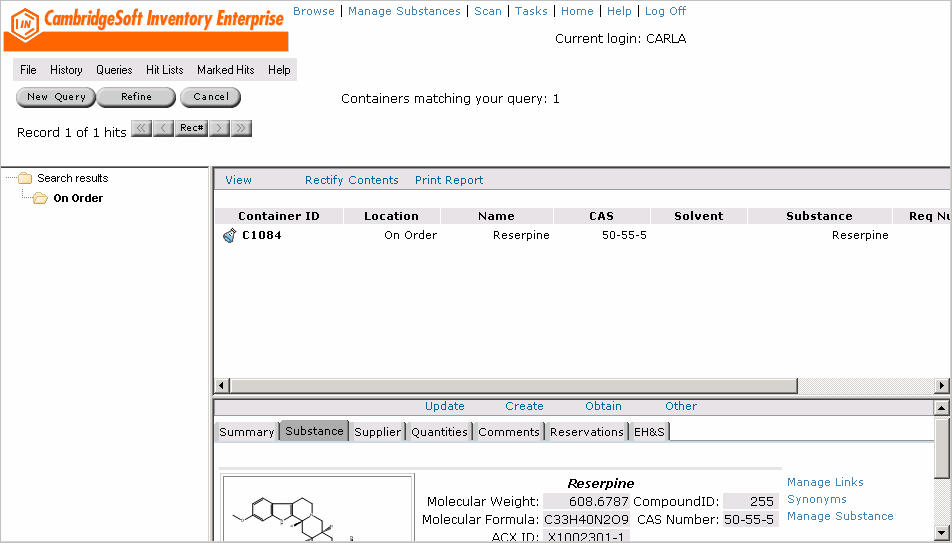 CambridgeSoft Inventory Enterprise
Browse | Manage Substances | Scan | Tasks | Home | Help | Log Off
Current login: CARLA
File History Queries Hit Lists Marked Hits Help
New Query Refine Cancel
Containers matching your query: 1
Record 1 of 1 hits Rec#
Search results
On Order
View Rectify Contents Print Report
Container ID Location Name CAS Solvent Substance Req Nu
C1084 On Order Reserpine 50-55-5 Reserpine
Update Create Obtain Other
Summary Substance Supplier Quantities Comments Reservations EH&S
Reserpine
Manage Links
Molecular Weight: 608.6787 CompoundID: 255
Synonyms
Molecular Formula: C33H40N2O9 CAS Number: 50-55-5
Manage Substance
ACX ID: X1002301-1